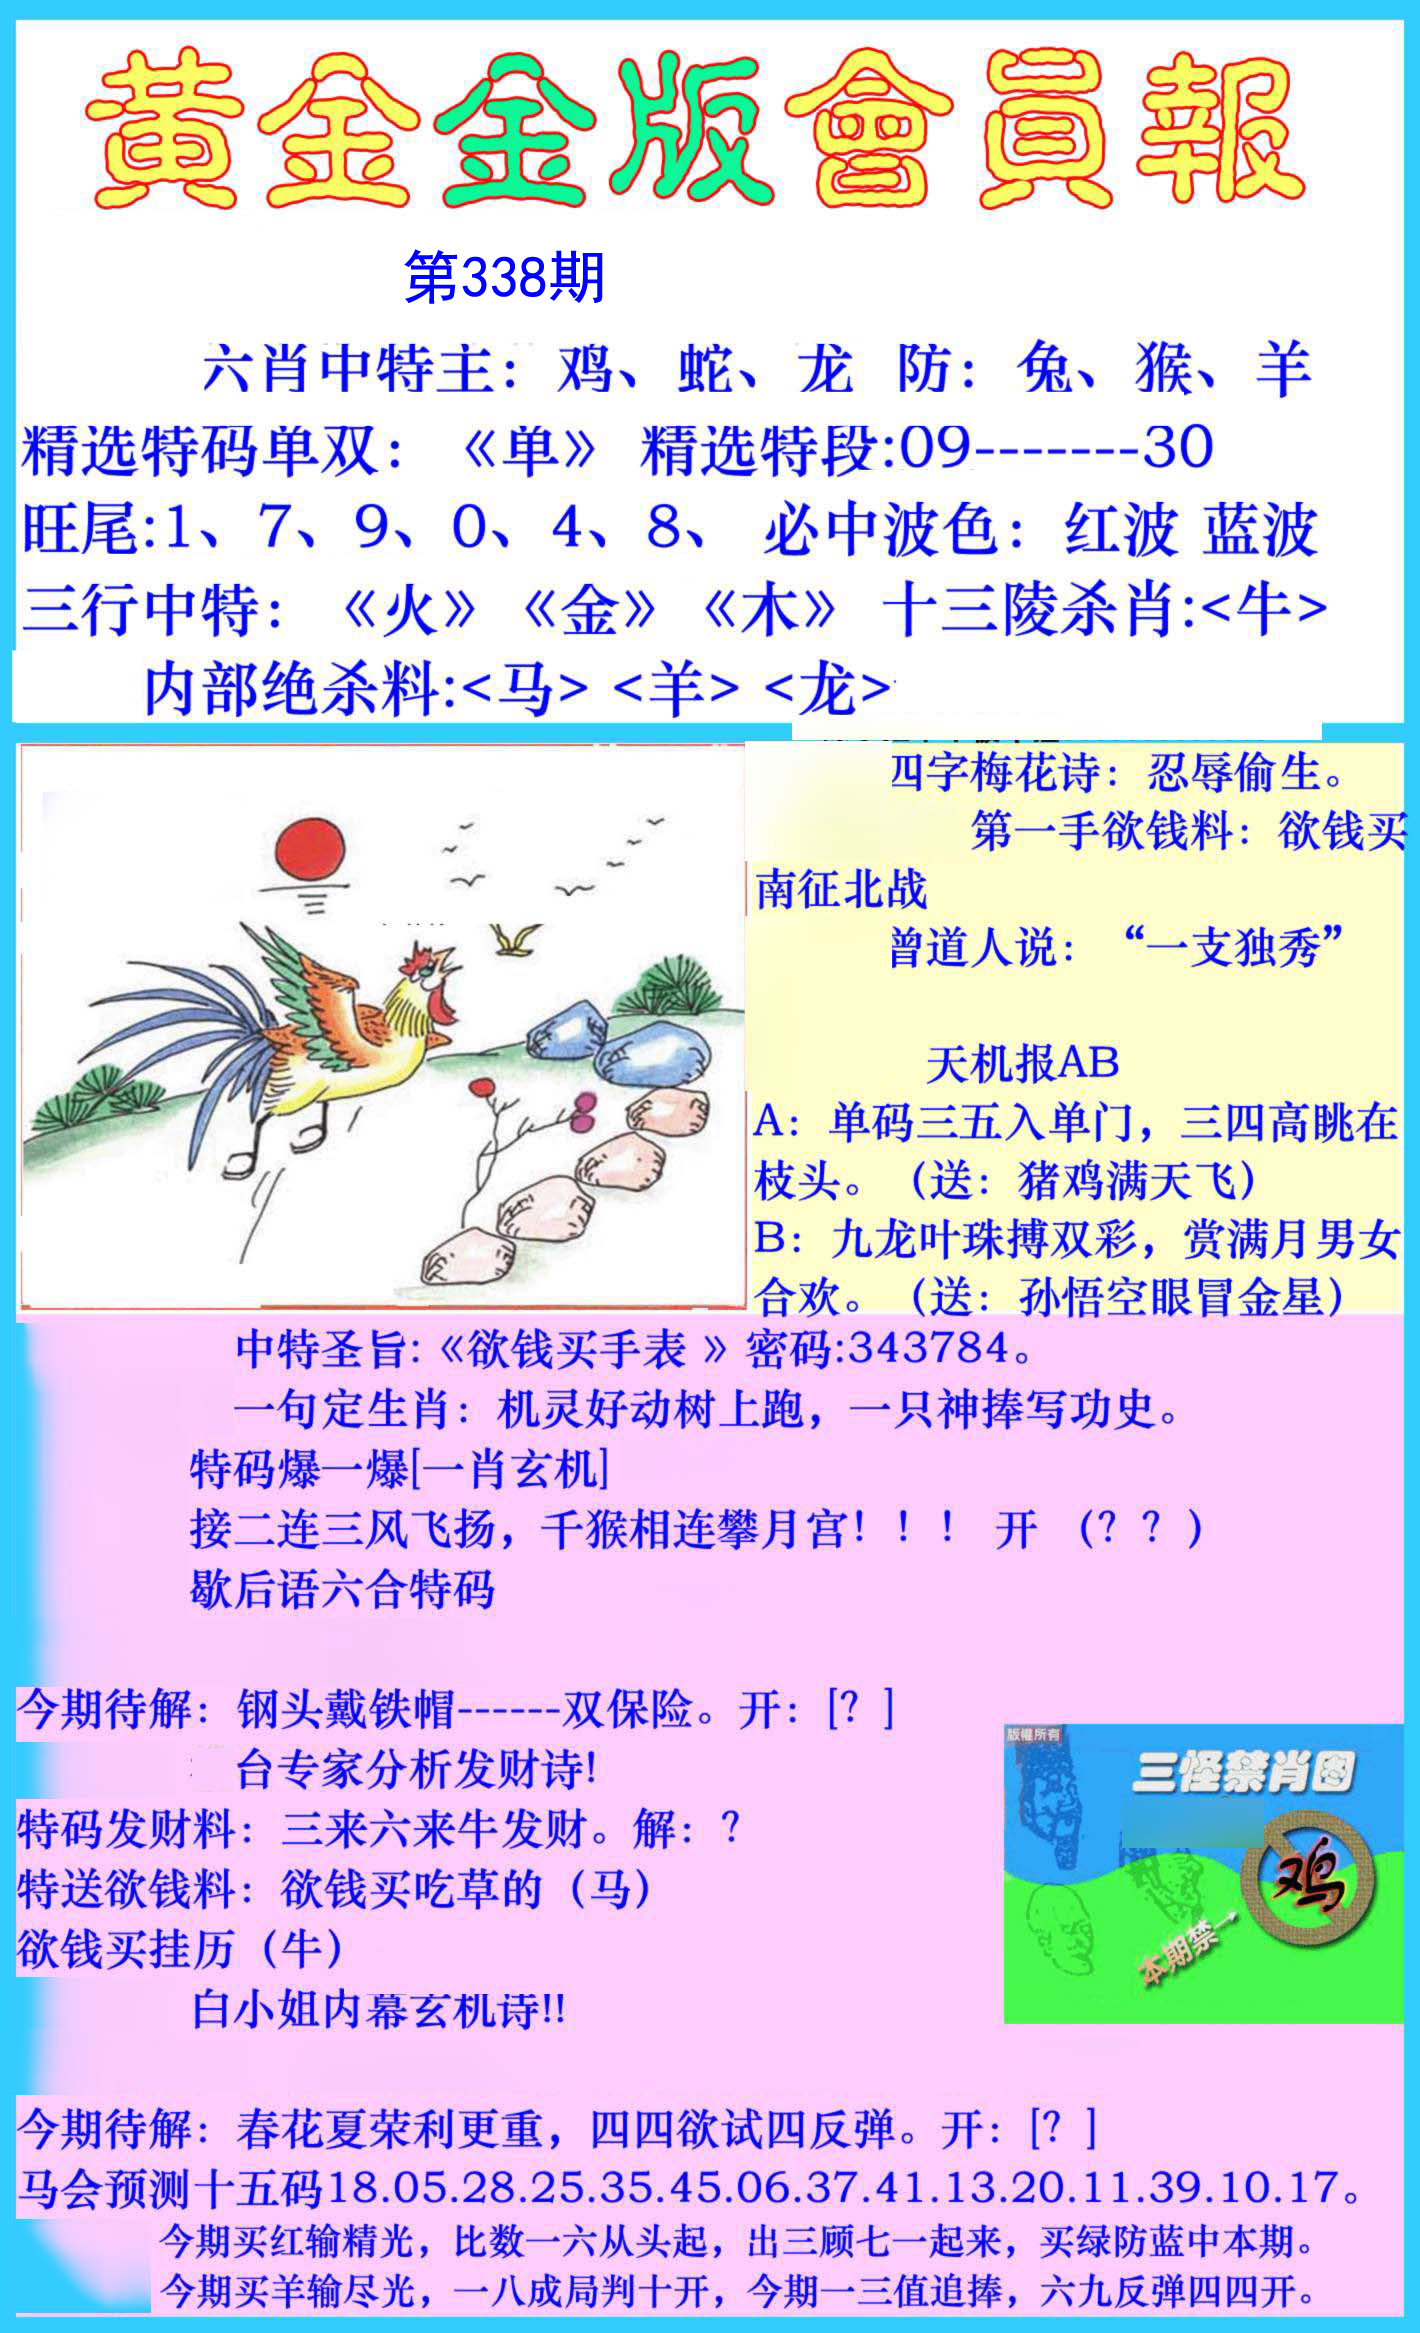 黄金金版會員報
第338期
六肖中特主：鸡、蛇、龙 防：兔、猴、羊
精选特码单双：《单》 精选特段:09-------30
旺尾:1、7、9、0、4、8、 必中波色：红波 蓝波
三行中特：《火》《金》《木》 十三陵杀肖:<牛>
内部绝杀料:<马> <羊> <龙>
四字梅花诗：忍辱偷生。
第一手欲钱料：欲钱买
南征北战
曾道人说：“一支独秀”
天机报AB
A：单码三五入单门，三四高眺在
枝头。（送：猪鸡满天飞）
B：九龙叶珠搏双彩，赏满月男女
合欢。（送：孙悟空眼冒金星）
中特圣旨:《欲钱买手表 》密码:343784。
一句定生肖：机灵好动树上跑，一只神捧写功史。
特码爆一爆[一肖玄机]
接二连三风飞扬，千猴相连攀月宫！！！ 开 （？？）
歇后语六合特码
今期待解：钢头戴铁帽------双保险。开：[？]
台专家分析发财诗!
特码发财料：三来六来牛发财。解：？
特送欲钱料：欲钱买吃草的（马）
欲钱买挂历（牛）
版權所有
三怪禁肖图
鸡
本期禁一
白小姐内幕玄机诗!!
今期待解：春花夏荣利更重，四四欲试四反弹。开：[？]
马会预测十五码18.05.28.25.35.45.06.37.41.13.20.11.39.10.17。
今期买红输精光，比数一六从头起，出三顾七一起来，买绿防蓝中本期。
今期买羊输尽光，一八成局判十开，今期一三值追捧，六九反弹四四开。